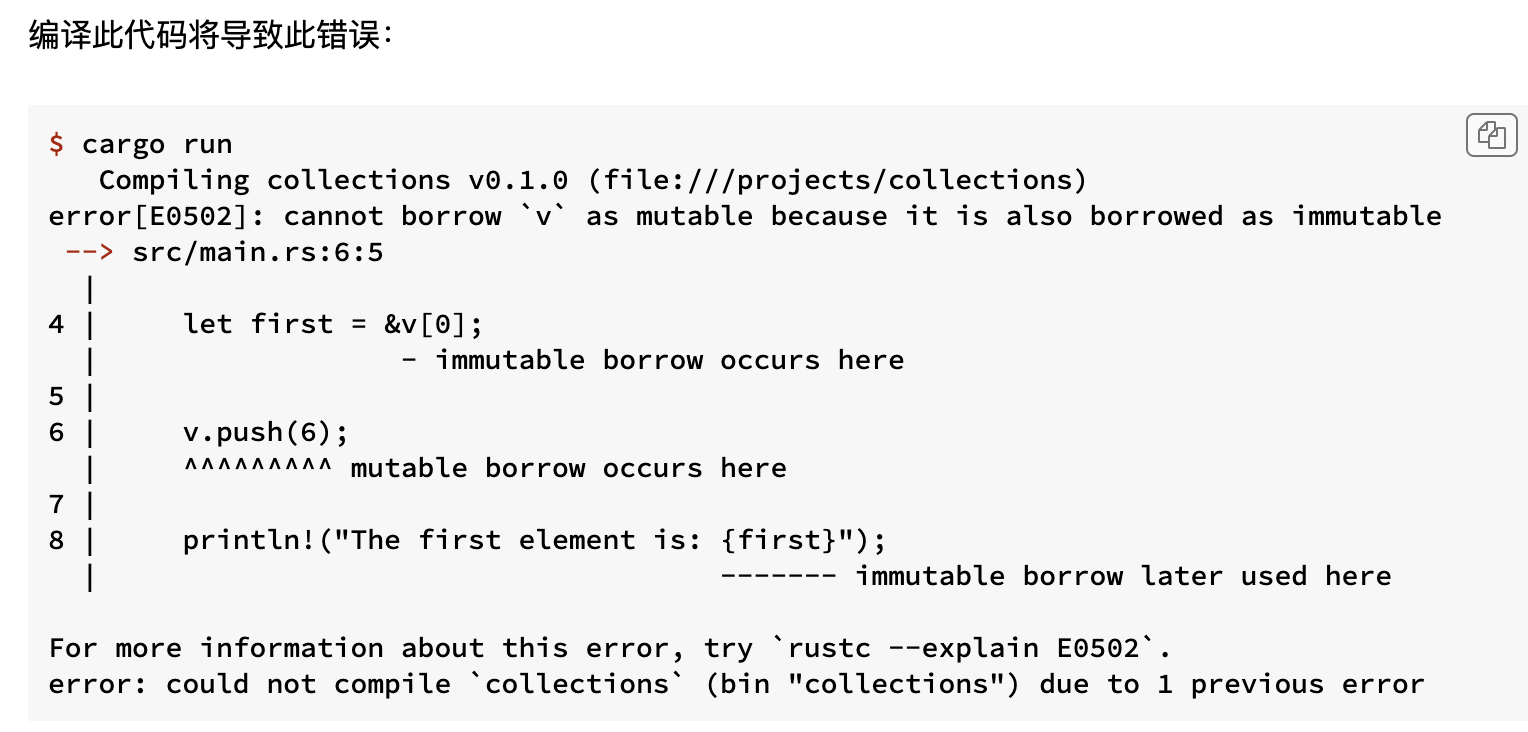 编译此代码将导致此错误：
$ cargo run
   Compiling collections v0.1.0 (file:///projects/collections)
error[E0502]: cannot borrow `v` as mutable because it is also borrowed as immutable
 --> src/main.rs:6:5
  |
4 |     let first = &v[0];
  |                  - immutable borrow occurs here
5 |
6 |     v.push(6);
  |     ^^^^^^^^^ mutable borrow occurs here
7 |
8 |     println!("The first element is: {first}");
  |                                     ------- immutable borrow later used here
For more information about this error, try `rustc --explain E0502`.
error: could not compile `collections` (bin "collections") due to 1 previous error